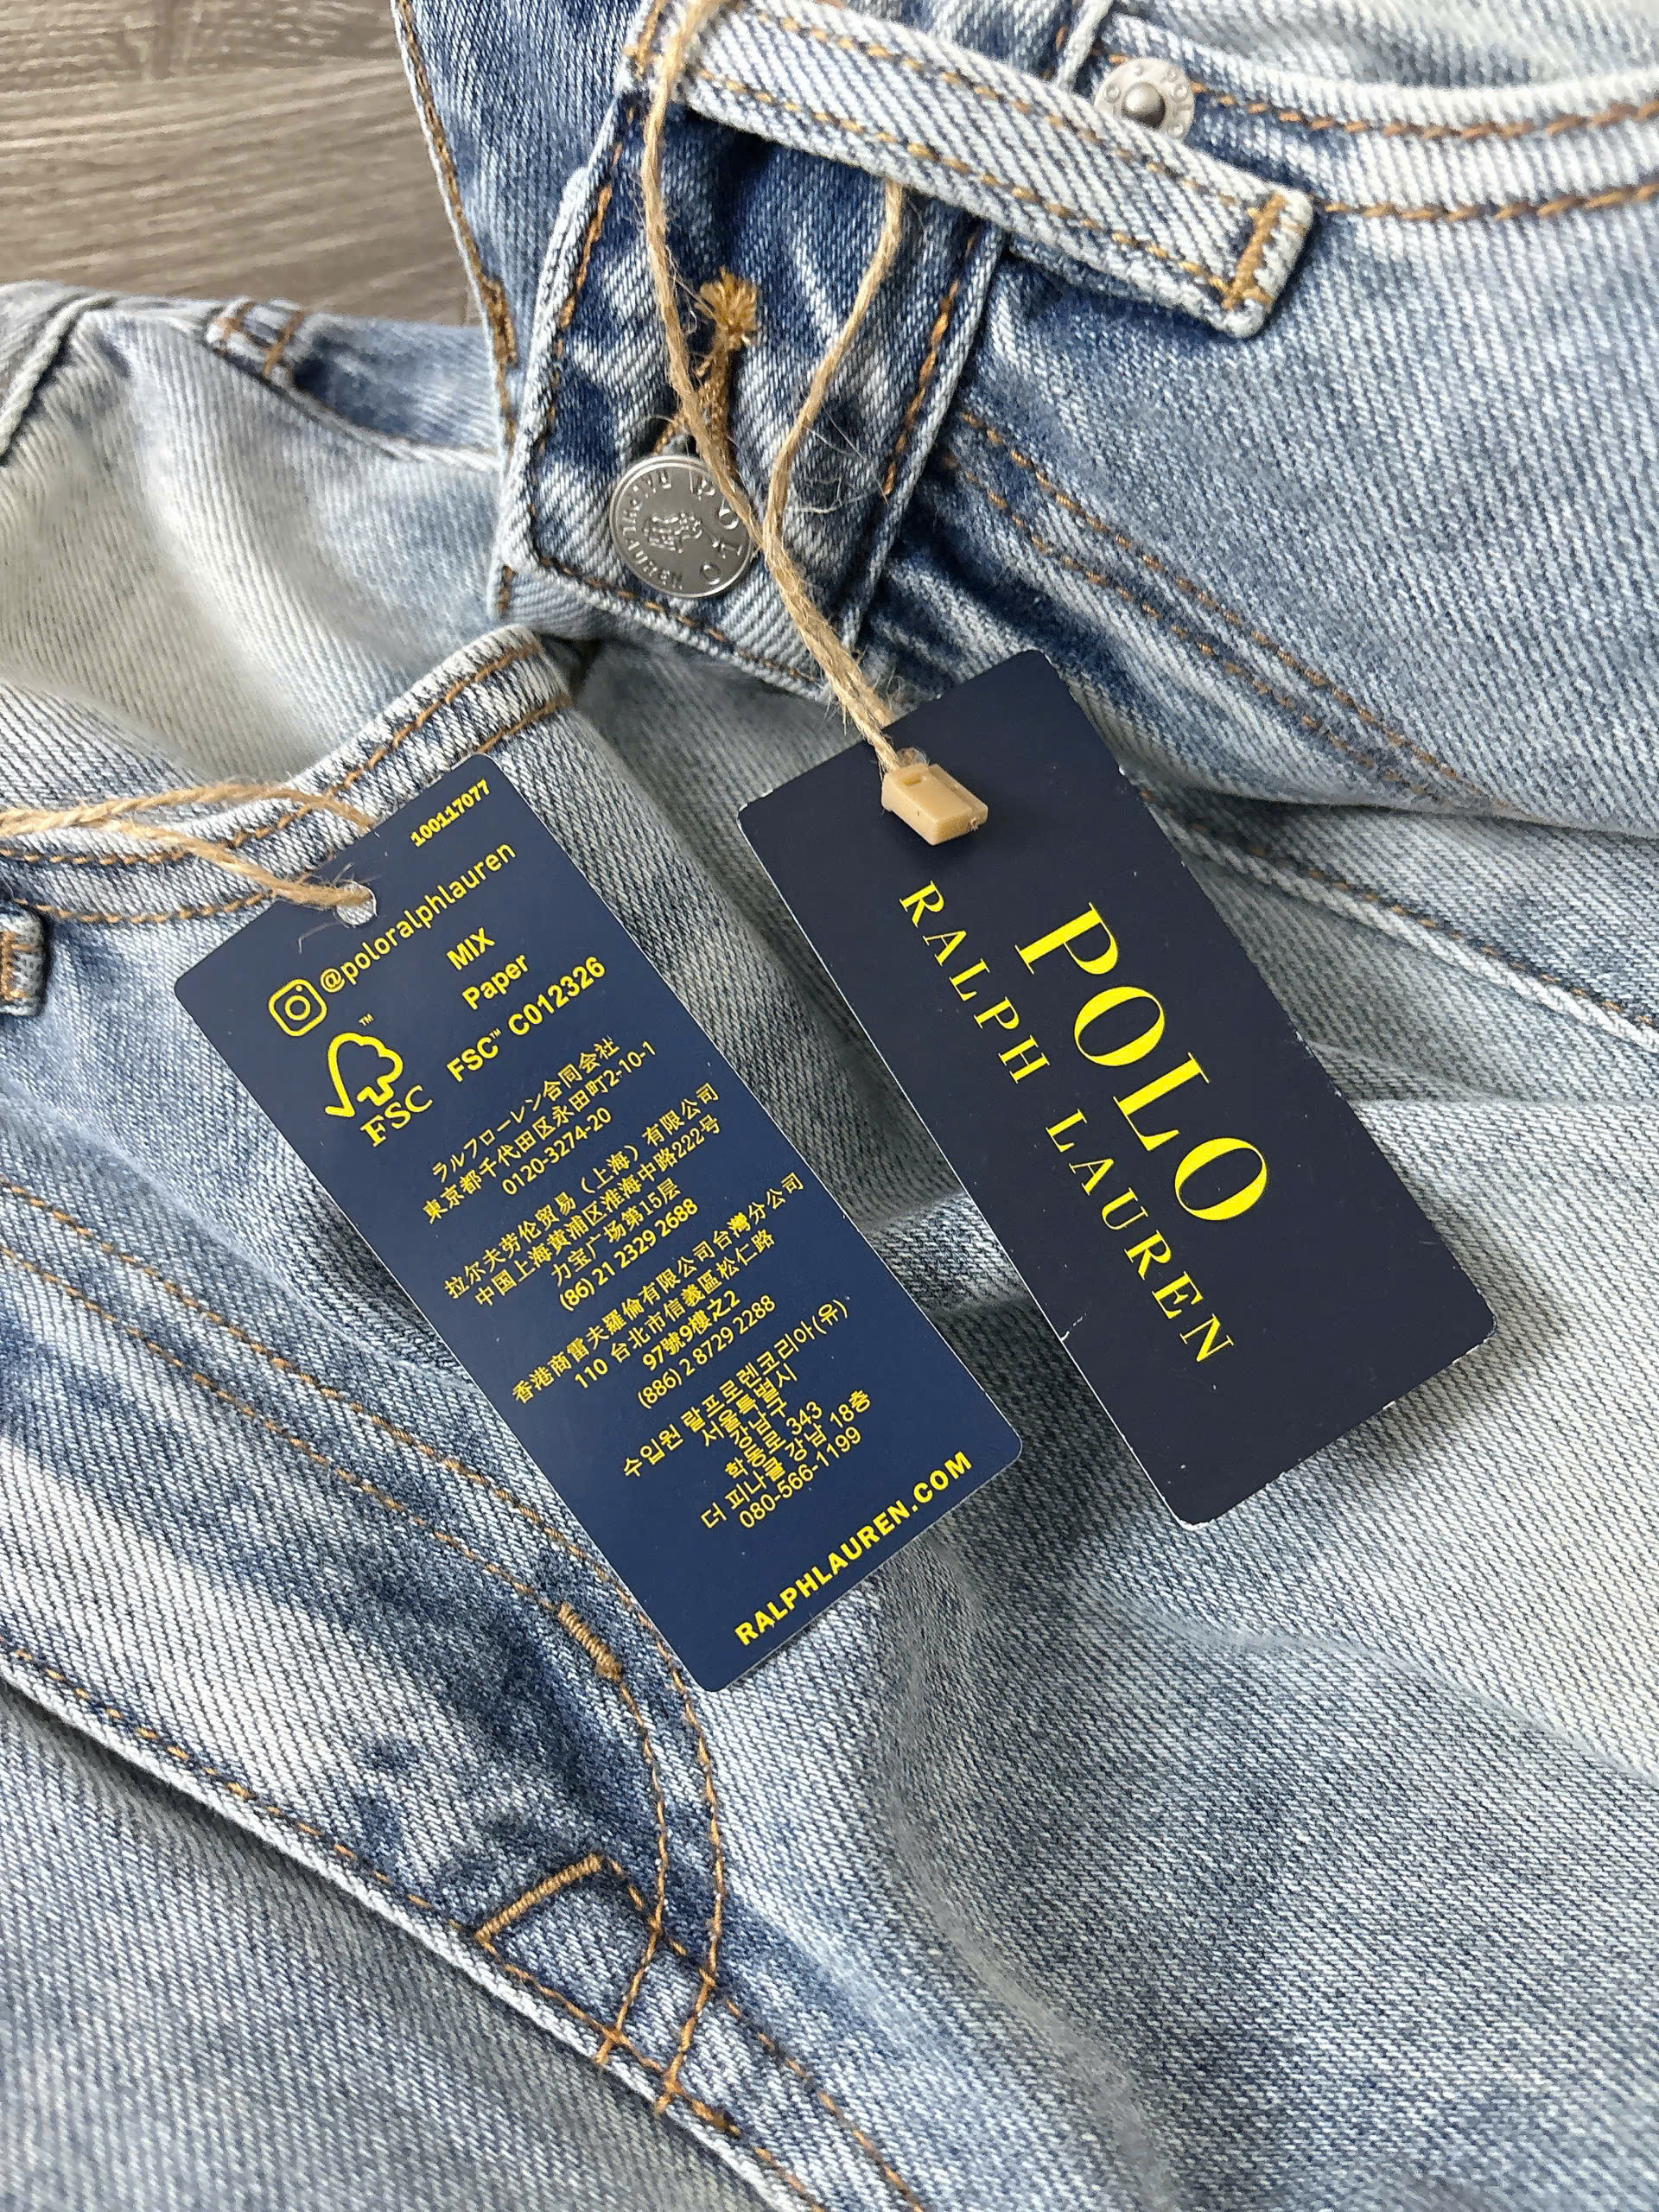 POLO
RALPH LAUREN
100117077
@poloralphlauren
MIX
Paper
FSC™ C012326
™
FSC
ラルフローレン合同会社
東京都千代田区永田町2-10-1
0120-3274-20
拉尔夫劳伦贸易（上海）有限公司
中国上海黄浦区淮海中路222号
力宝广场第15层
(86) 21 2329 2688
香港商雷夫羅倫有限公司台灣分公司
110 台北市信義區松仁路
97號9樓之2
(886) 2 8729 2288
수입원 랄프로렌코리아(유)
서울특별시
강남구
학동로 343
더 피나클 강남 18층
080-566-1199
RALPHLAUREN.COM
POLO
RALPH LAUREN